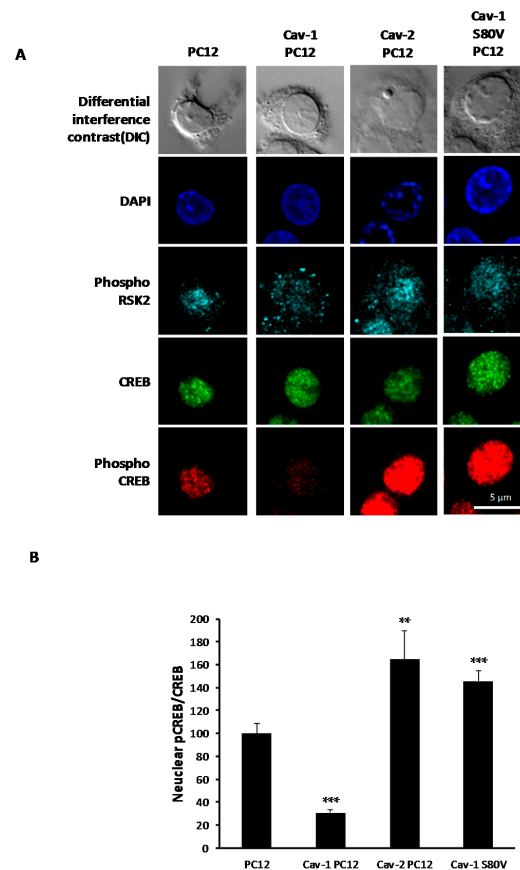 A
PC12
Cav-1
PC12
Cav-2
PC12
Cav-1
S80V
PC12
Differential
interference
contrast(DIC)
DAPI
Phospho
RSK2
CREB
Phospho
CREB
5 μm
B
Neuclear pCREB/CREB
200
180
160
140
120
100
80
60
40
20
0
***
**
***
PC12
Cav-1 PC12
Cav-2 PC12
Cav-1 S80V